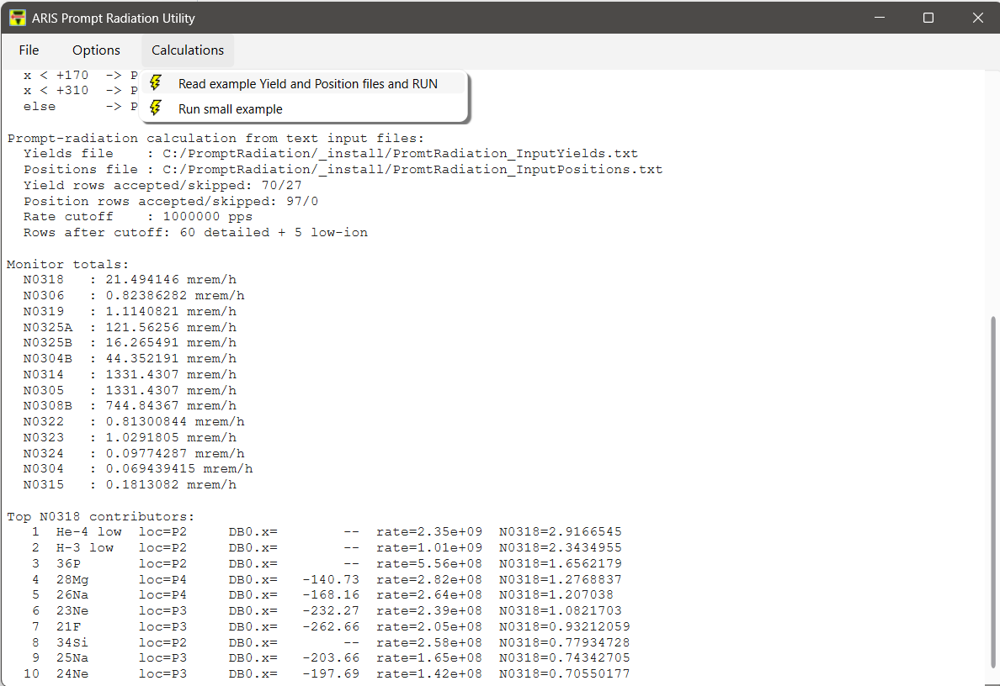 ARIS Prompt Radiation Utility
File Options Calculations
x < +170 -> P
Read example Yield and Position files and RUN
x < +310 -> P
else -> P
Run small example
Prompt-radiation calculation from text input files:
Yields file : C:/PromptRadiation/_install/PromtRadiation_InputYields.txt
Positions file : C:/PromptRadiation/_install/PromtRadiation_InputPositions.txt
Yield rows accepted/skipped: 70/27
Position rows accepted/skipped: 97/0
Rate cutoff : 1000000 pps
Rows after cutoff: 60 detailed + 5 low-ion
Monitor totals:
N0318 : 21.494146 mrem/h
N0306 : 0.82386282 mrem/h
N0319 : 1.1140821 mrem/h
N0325A : 121.56256 mrem/h
N0325B : 16.265491 mrem/h
N0304B : 44.352191 mrem/h
N0314 : 1331.4307 mrem/h
N0305 : 1331.4307 mrem/h
N0308B : 744.84367 mrem/h
N0322 : 0.81300844 mrem/h
N0323 : 1.0291805 mrem/h
N0324 : 0.09774287 mrem/h
N0304 : 0.069439415 mrem/h
N0315 : 0.1813082 mrem/h
Top N0318 contributors:
1 He-4 low loc=P2 DB0.x= -- rate=2.35e+09 N0318=2.9166545
2 H-3 low loc=P2 DB0.x= -- rate=1.01e+09 N0318=2.3434955
3 36P loc=P2 DB0.x= -- rate=5.56e+08 N0318=1.6562179
4 28Mg loc=P4 DB0.x= -140.73 rate=2.82e+08 N0318=1.2768837
5 26Na loc=P4 DB0.x= -168.16 rate=2.64e+08 N0318=1.207038
6 23Ne loc=P3 DB0.x= -232.27 rate=2.39e+08 N0318=1.0821703
7 21F loc=P3 DB0.x= -262.66 rate=2.05e+08 N0318=0.93212059
8 34Si loc=P2 DB0.x= -- rate=2.58e+08 N0318=0.77934728
9 25Na loc=P3 DB0.x= -203.66 rate=1.65e+08 N0318=0.74342705
10 24Ne loc=P3 DB0.x= -197.69 rate=1.42e+08 N0318=0.70550177